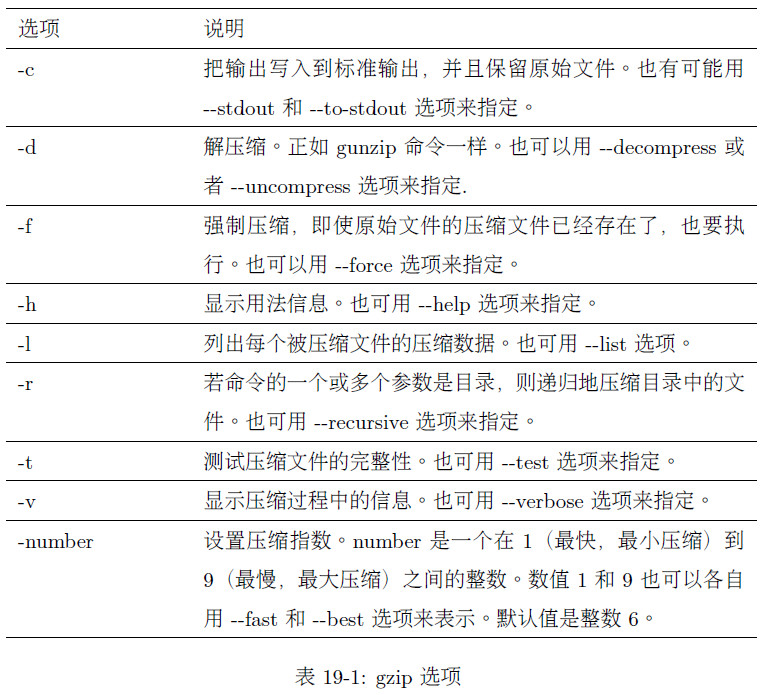 选项 说明
-c 把输出写入到标准输出，并且保留原始文件。也有可能用
--stdout 和 --to-stdout 选项来指定。
-d 解压缩。正如 gunzip 命令一样。也可以用 --decompress 或
者 --uncompress 选项来指定.
-f 强制压缩，即使原始文件的压缩文件已经存在了，也要执
行。也可以用 --force 选项来指定。
-h 显示用法信息。也可用 --help 选项来指定。
-l 列出每个被压缩文件的压缩数据。也可用 --list 选项。
-r 若命令的一个或多个参数是目录，则递归地压缩目录中的文
件。也可用 --recursive 选项来指定。
-t 测试压缩文件的完整性。也可用 --test 选项来指定。
-v 显示压缩过程中的信息。也可用 --verbose 选项来指定。
-number 设置压缩指数。number 是一个在 1（最快，最小压缩）到
9（最慢，最大压缩）之间的整数。数值 1 和 9 也可以各自
用 --fast 和 --best 选项来表示。默认值是整数 6。
表 19-1: gzip 选项